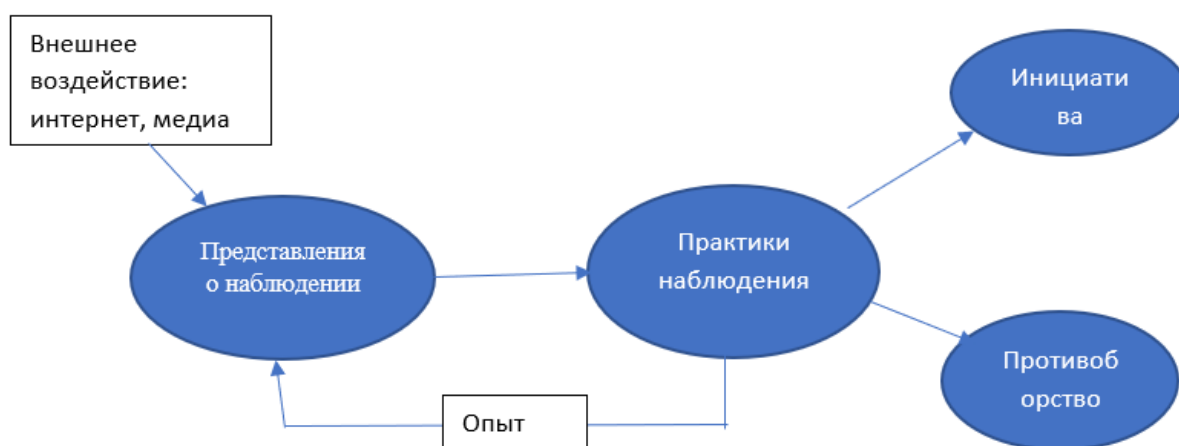 Внешнее
воздействие:
интернет, медиа
Представления
о наблюдении
Практики
наблюдения
Инициати
ва
Противоб
орство
Опыт